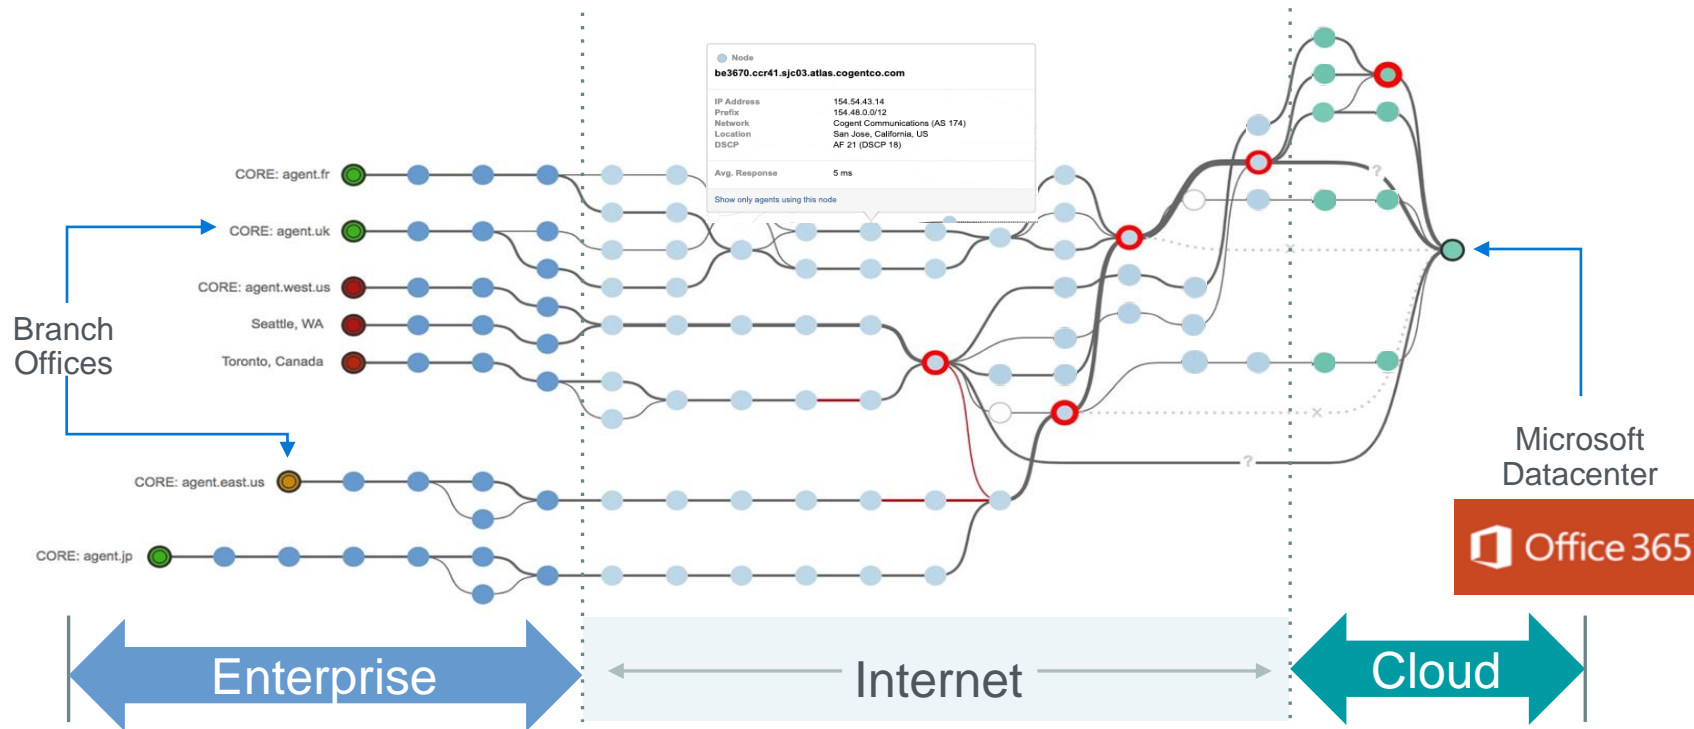 Node
be3670.ccr41.sjc03.atlas.cogentco.com
IP Address 154.54.43.14
Prefix 154.48.0.0/12
Network Cogent Communications (AS 174)
Location San Jose, California, US
DSCP AF 21 (DSCP 18)
Avg. Response 5 ms
Show only agents using this node
CORE: agent.fr
?
CORE: agent.uk
CORE: agent.west.us
Branch
Offices
Seattle, WA
Toronto, Canada
?
CORE: agent.east.us
CORE: agent.jp
Microsoft
Datacenter
Office 365
Enterprise
Internet
Cloud